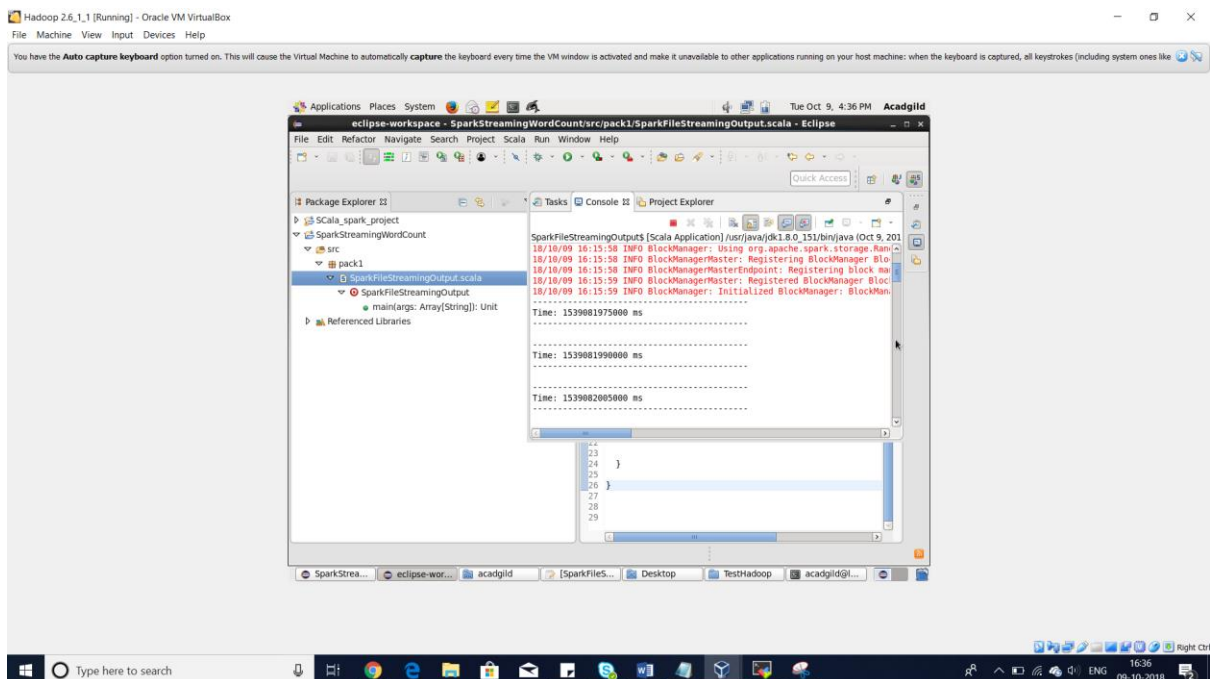 Hadoop 2.6_1_1 [Running] - Oracle VM VirtualBox
File Machine View Input Devices Help
You have the Auto capture keyboard option turned on. This will cause the Virtual Machine to automatically capture the keyboard every time the VM window is activated and make it unavailable to other applications running on your host machine: when the keyboard is captured, all keystrokes (including system ones like
Applications Places System Tue Oct 9, 4:36 PM Acadgild
eclipse-workspace - SparkStreamingWordCount/src/pack1/SparkFileStreamingOutput.scala - Eclipse
File Edit Refactor Navigate Search Project Scala Run Window Help
Quick Access
Package Explorer
SCala_spark_project
SparkStreamingWordCount
src
pack1
SparkFileStreamingOutput.scala
SparkFileStreamingOutput
main(args: Array[String]): Unit
Referenced Libraries
Tasks Console Project Explorer
SparkFileStreamingOutput$ [Scala Application] /usr/java/jdk1.8.0_151/bin/java (Oct 9, 201
18/10/09 16:15:58 INFO BlockManager: Using org.apache.spark.storage.Ran
18/10/09 16:15:58 INFO BlockManagerMaster: Registering BlockManager Blo
18/10/09 16:15:58 INFO BlockManagerMasterEndpoint: Registering block ma
18/10/09 16:15:59 INFO BlockManagerMaster: Registered BlockManager Bloc
18/10/09 16:15:59 INFO BlockManager: Initialized BlockManager: BlockMan
-------------------------------------------
Time: 1539081975000 ms
-------------------------------------------
-------------------------------------------
Time: 1539081990000 ms
-------------------------------------------
-------------------------------------------
Time: 1539082005000 ms
-------------------------------------------
22
23
24 }
25
26 }
27
28
29
SparkStrea... eclipse-wor... acadgild [SparkFileS... Desktop TestHadoop acadgild@l...
Right Ctrl
Type here to search
ENG
16:36
09-10-2018